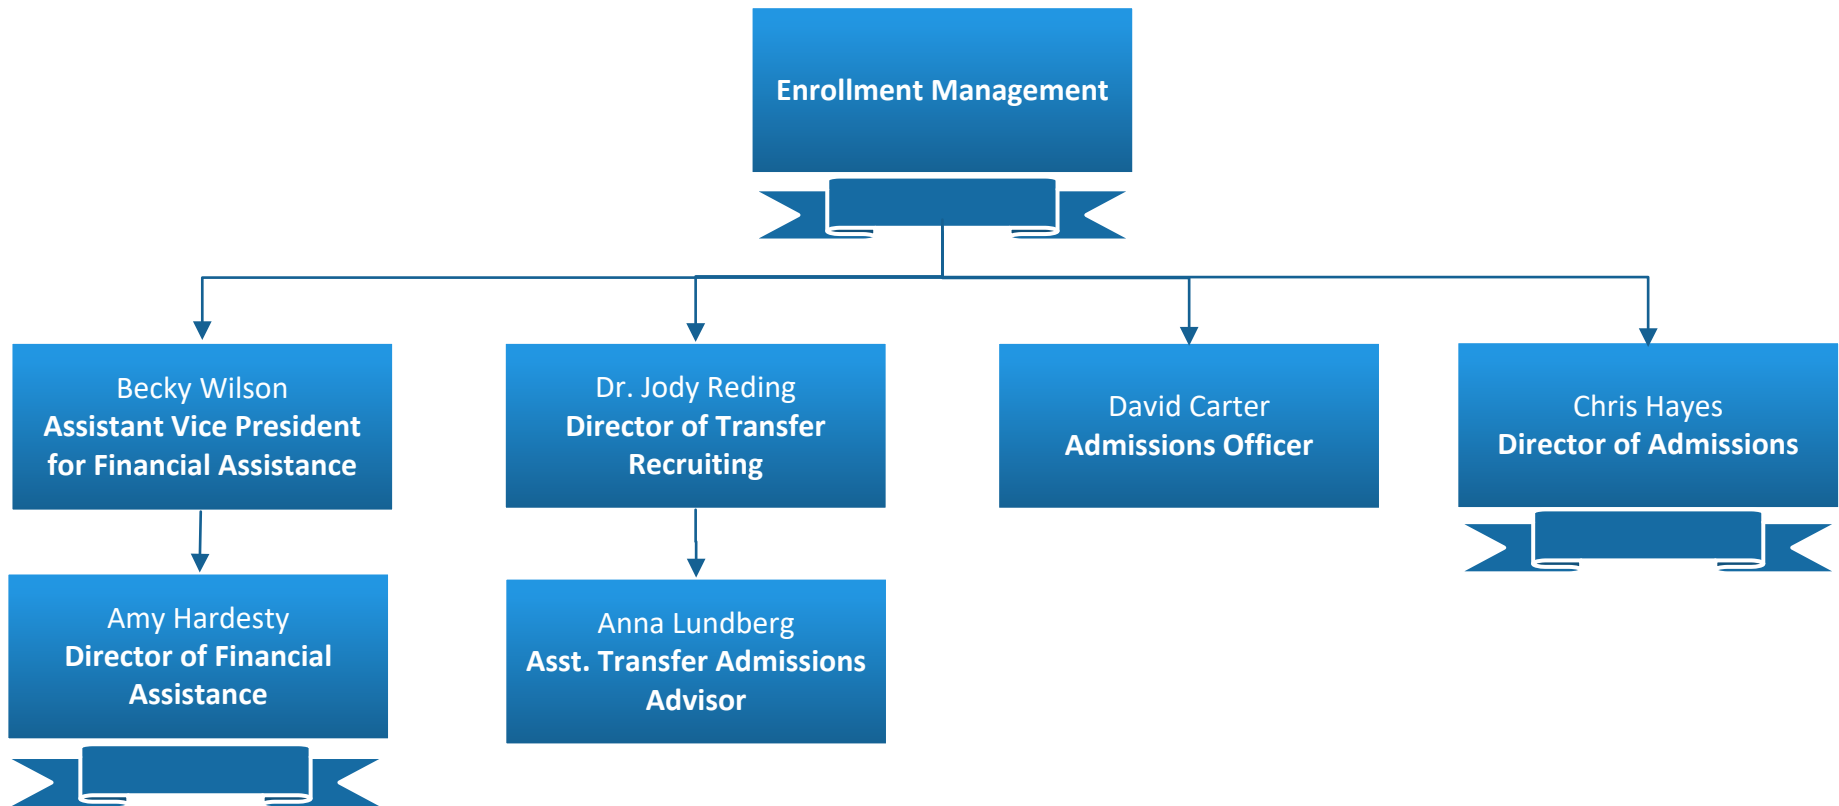 Enrollment Management
Becky Wilson
Assistant Vice President
for Financial Assistance
Dr. Jody Reding
Director of Transfer
Recruiting
David Carter
Admissions Officer
Chris Hayes
Director of Admissions
Amy Hardesty
Director of Financial
Assistance
Anna Lundberg
Asst. Transfer Admissions
Advisor